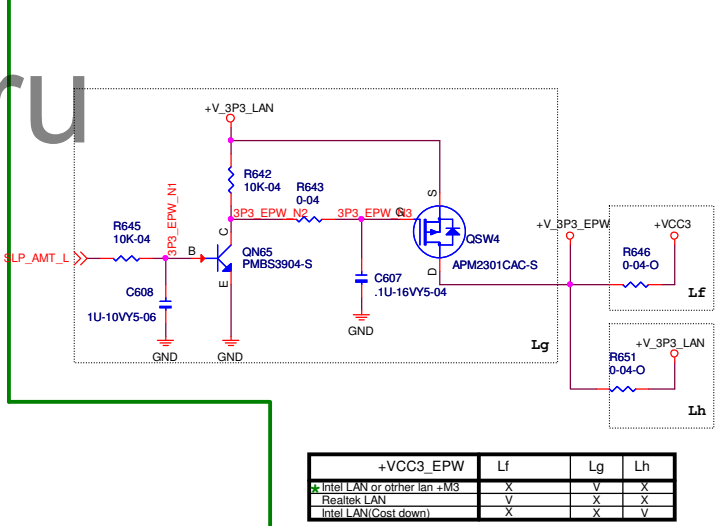 ru
+V_3P3_LAN
R642
10K-04
R643
0-04
3P3_EPW_N1
3P3_EPW_N2
3P3_EPW_N3
R645
10K-04
SLP_AMT_L
B
C
E
QN65
PMBS3904-S
G
S
D
QSW4
APM2301CAC-S
C608
1U-10VY5-06
C607
.1U-16VY5-04
GND
GND
GND
Lg
+V_3P3_EPW
+VCC3
R646
0-04-O
Lf
+V_3P3_LAN
R651
0-04-O
Lh
+VCC3_EPW Lf Lg Lh
* Intel LAN or otrher lan +M3 X V X
Realtek LAN V X X
Intel LAN(Cost down) X X V